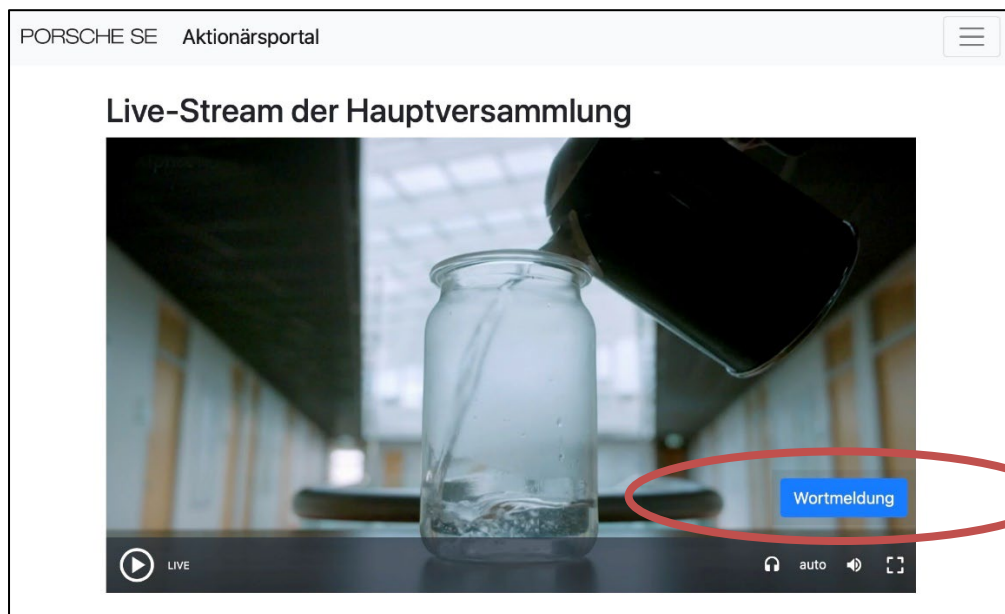 PORSCHE SE Aktionärsportal
Live-Stream der Hauptversammlung
Wortmeldung
LIVE auto